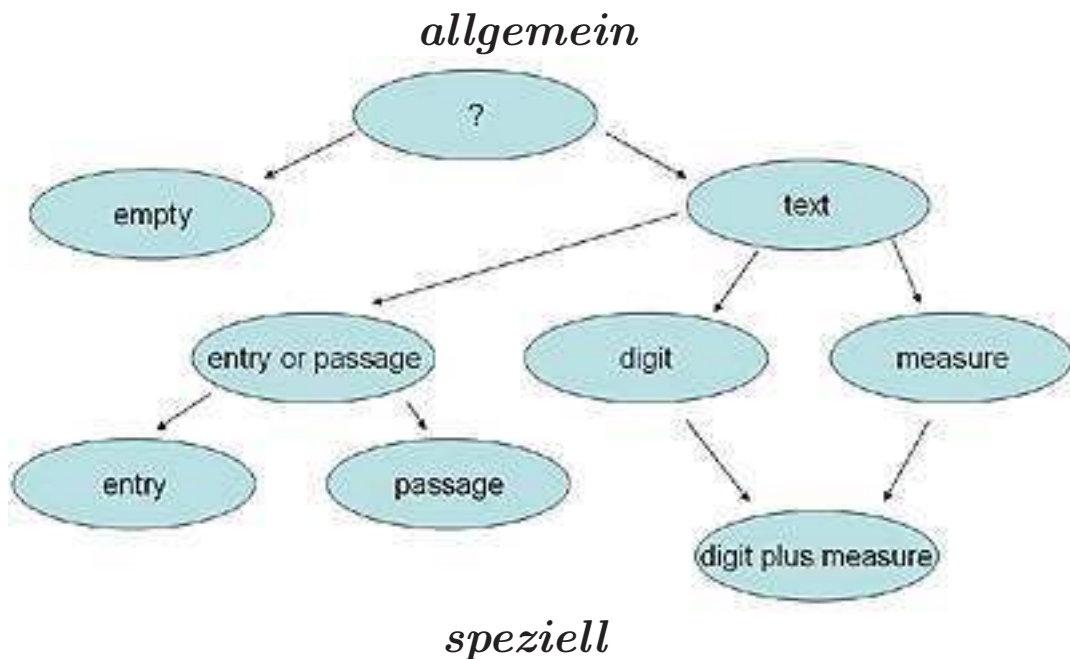 allgemein
?
empty
text
entry or passage
digit
measure
entry
passage
digit plus measure
speziell